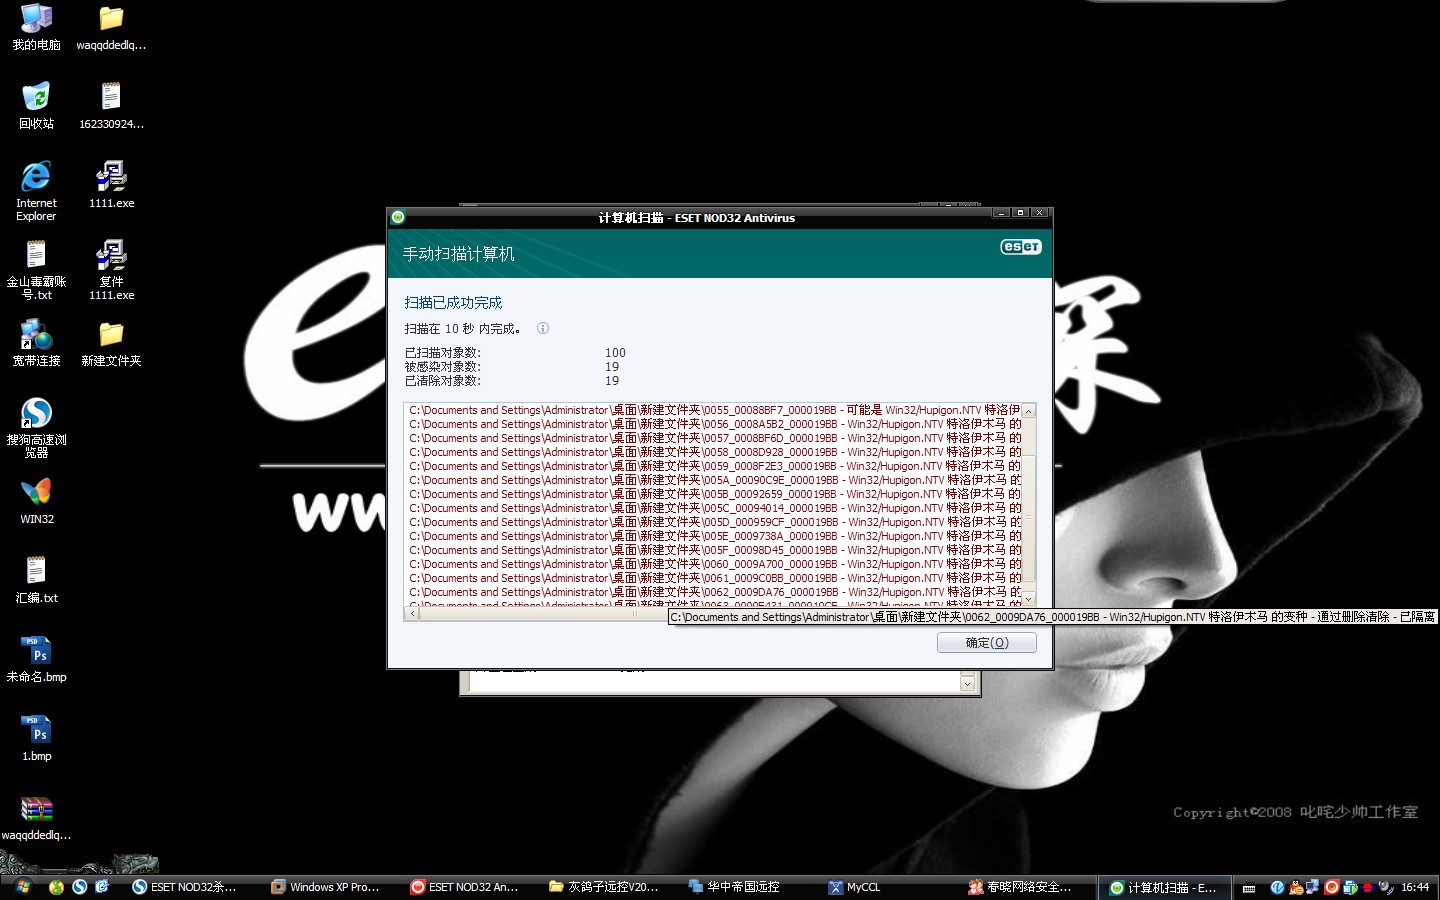 我的电脑
waqqddedlq...
回收站
162330924...
Internet
Explorer
1111.exe
金山毒霸账
号.txt
复件
1111.exe
宽带连接
新建文件夹
搜狗高速浏
览器
WIN32
汇编.txt
未命名.bmp
1.bmp
waqqddedlq...
计算机扫描 - ESET NOD32 Antivirus
手动扫描计算机
eset
扫描已成功完成
扫描在 10 秒 内完成。
已扫描对象数: 100
被感染对象数: 19
已清除对象数: 19
C:\Documents and Settings\Administrator\桌面\新建文件夹\0055_00088BF7_000019BB - 可能是 Win32/Hupigon.NTV 特洛伊
C:\Documents and Settings\Administrator\桌面\新建文件夹\0056_0008A5B2_000019BB - Win32/Hupigon.NTV 特洛伊木马 的
C:\Documents and Settings\Administrator\桌面\新建文件夹\0057_0008BF6D_000019BB - Win32/Hupigon.NTV 特洛伊木马 的
C:\Documents and Settings\Administrator\桌面\新建文件夹\0058_0008D928_000019BB - Win32/Hupigon.NTV 特洛伊木马 的
C:\Documents and Settings\Administrator\桌面\新建文件夹\0059_0008F2E3_000019BB - Win32/Hupigon.NTV 特洛伊木马 的
C:\Documents and Settings\Administrator\桌面\新建文件夹\005A_00090C9E_000019BB - Win32/Hupigon.NTV 特洛伊木马 的
C:\Documents and Settings\Administrator\桌面\新建文件夹\005B_00092659_000019BB - Win32/Hupigon.NTV 特洛伊木马 的
C:\Documents and Settings\Administrator\桌面\新建文件夹\005C_00094014_000019BB - Win32/Hupigon.NTV 特洛伊木马 的
C:\Documents and Settings\Administrator\桌面\新建文件夹\005D_000959CF_000019BB - Win32/Hupigon.NTV 特洛伊木马 的
C:\Documents and Settings\Administrator\桌面\新建文件夹\005E_0009738A_000019BB - Win32/Hupigon.NTV 特洛伊木马 的
C:\Documents and Settings\Administrator\桌面\新建文件夹\005F_00098D45_000019BB - Win32/Hupigon.NTV 特洛伊木马 的
C:\Documents and Settings\Administrator\桌面\新建文件夹\0060_0009A700_000019BB - Win32/Hupigon.NTV 特洛伊木马 的
C:\Documents and Settings\Administrator\桌面\新建文件夹\0061_0009C0BB_000019BB - Win32/Hupigon.NTV 特洛伊木马 的
C:\Documents and Settings\Administrator\桌面\新建文件夹\0062_0009DA76_000019BB - Win32/Hupigon.NTV 特洛伊木马 的
C:\Documents and Settings\Administrator\桌面\新建文件夹\0062_0009DA76_000019BB - Win32/Hupigon.NTV 特洛伊木马 的变种 - 通过删除清除 - 已隔离
确定(O)
e
深
ww
Copyright©2008 叱咤少帅工作室
ESET NOD32杀...
Windows XP Pro...
ESET NOD32 An...
灰鸽子远控V20...
华中帝国远控
MyCCL
春晓网络安全...
计算机扫描 - E...
16:44